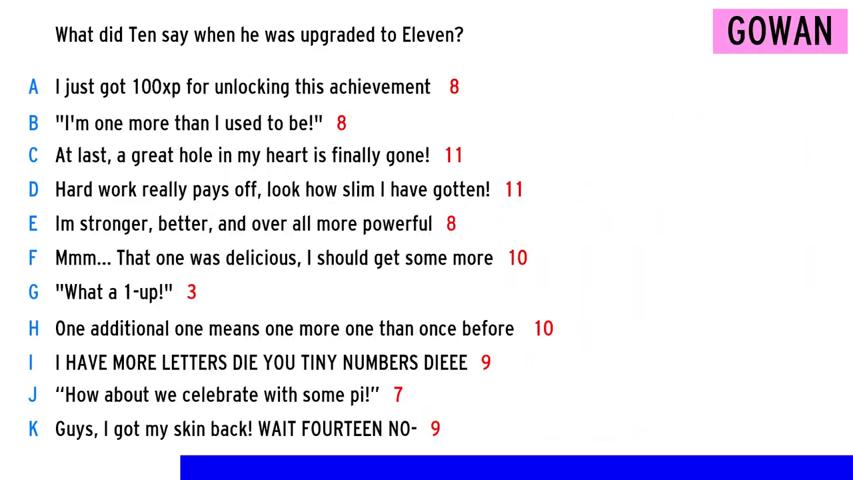 What did Ten say when he was upgraded to Eleven?
GOWAN
A I just got 100xp for unlocking this achievement 8
B "I'm one more than I used to be!" 8
C At last, a great hole in my heart is finally gone! 11
D Hard work really pays off, look how slim I have gotten! 11
E Im stronger, better, and over all more powerful 8
F Mmm... That one was delicious, I should get some more 10
G "What a 1-up!" 3
H One additional one means one more one than once before 10
I I HAVE MORE LETTERS DIE YOU TINY NUMBERS DIEEE 9
J “How about we celebrate with some pi!” 7
K Guys, I got my skin back! WAIT FOURTEEN NO- 9